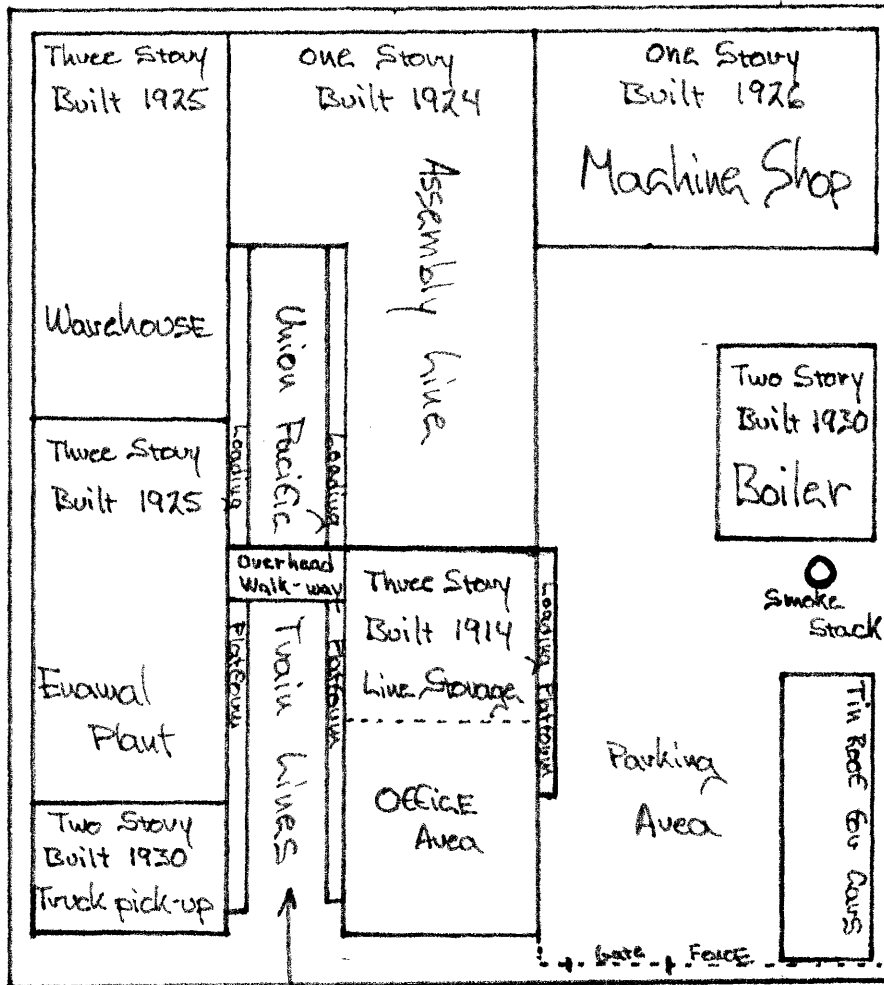 Three Story
Built 1925
Warehouse
One Story
Built 1924
Assembly Line
One Story
Built 1926
Machine Shop
Union Pacific
Train Lines
Loading
Platform
Loading
Platform
Overhead
Walk-way
Three Story
Built 1925
Enamal
Plant
Two Story
Built 1930
Truck pick-up
Three Story
Built 1914
Line Storage
Office
Area
Loading Platform
Two Story
Built 1930
Boiler
Smoke
Stack
Parking
Area
Tin Roof for Cars
Gate
Fence